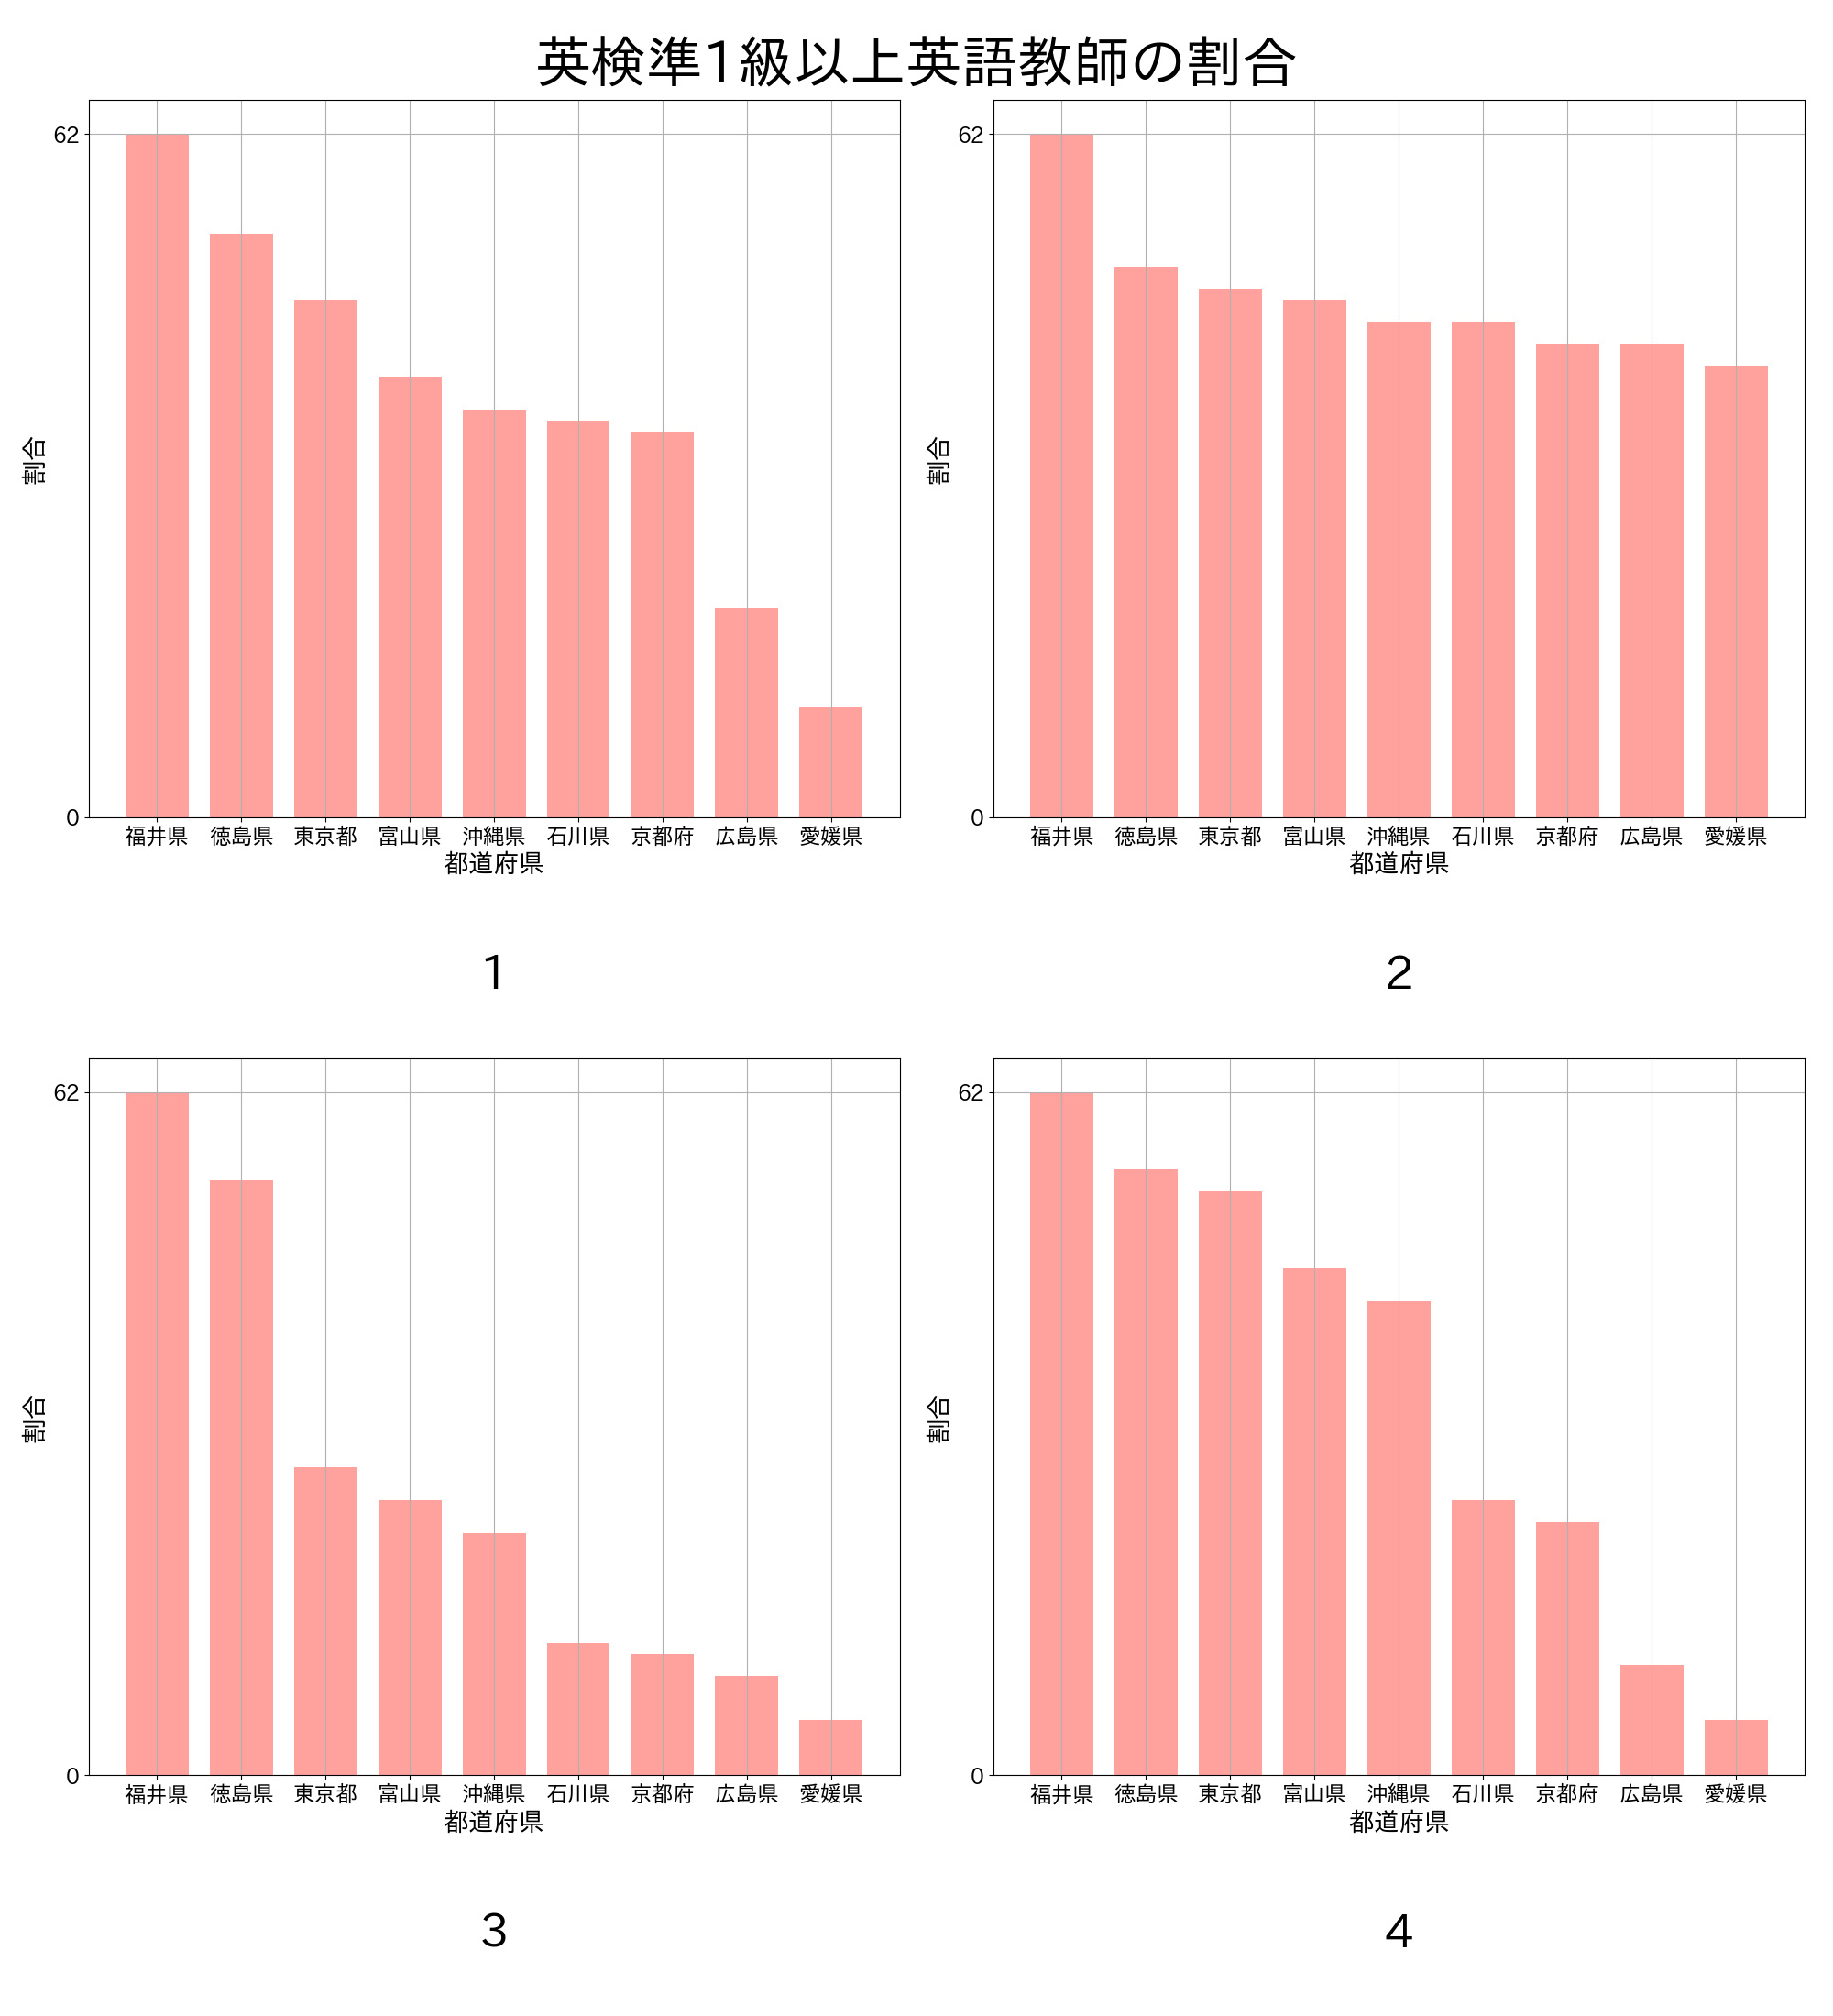 英検準1級以上英語教師の割合
62
0
割合
福井県 徳島県 東京都 富山県 沖縄県 石川県 京都府 広島県 愛媛県
都道府県
1
62
0
割合
福井県 徳島県 東京都 富山県 沖縄県 石川県 京都府 広島県 愛媛県
都道府県
2
62
0
割合
福井県 徳島県 東京都 富山県 沖縄県 石川県 京都府 広島県 愛媛県
都道府県
3
62
0
割合
福井県 徳島県 東京都 富山県 沖縄県 石川県 京都府 広島県 愛媛県
都道府県
4